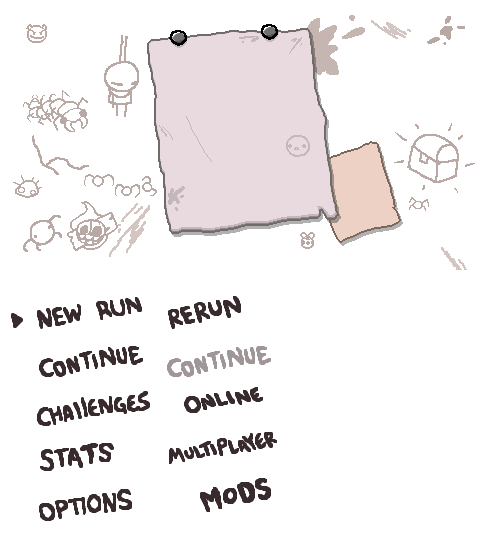 NEW RUN RERUN
CONTINUE CONTINUE
CHAllENGES ONLINE
STATS MULTIPLAYER
OPTIONS MODS